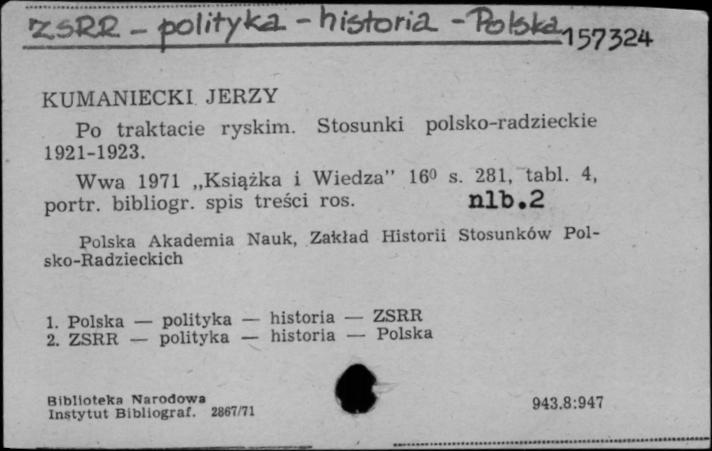 ZSRR - polityka - historia - Polska
157324
KUMANIECKI JERZY
Po traktacie ryskim. Stosunki polsko-radzieckie
1921-1923.
Wwa 1971 „Książka i Wiedza” 16⁰ s. 281, tabl. 4,
portr. bibliogr. spis treści ros. nlb.2
Polska Akademia Nauk, Zakład Historii Stosunków Pol-
sko-Radzieckich
1. Polska — polityka — historia — ZSRR
2. ZSRR — polityka — historia — Polska
Biblioteka Narodowa
Instytut Bibliograf. 2867/71
943.8:947